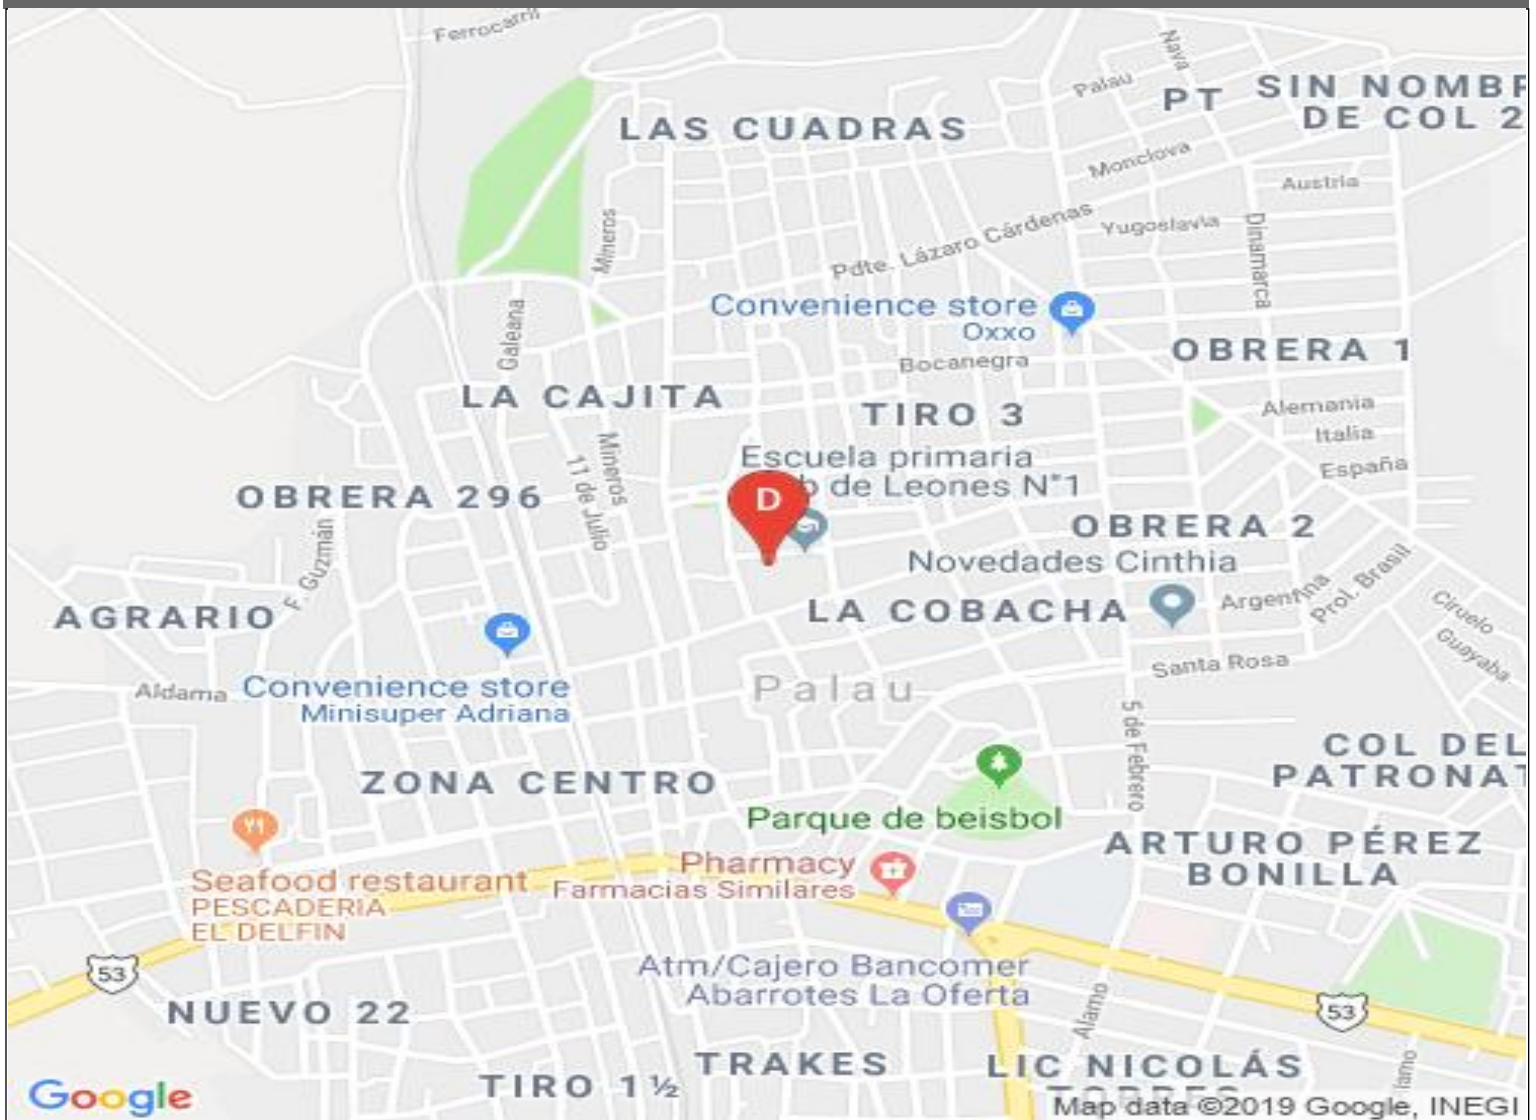 Ferrocarril
Nava
Palau
PT
SIN NOMBR
DE COL 2
LAS CUADRAS
Monclova
Austria
Mineros
Pdte. Lázaro Cárdenas
Yugoslavia
Dinamarca
Galeana
Convenience store
Oxxo
Bocanegra
OBRERA 1
LA CAJITA
TIRO 3
Alemania
Italia
España
Mineros
11 de Julio
Escuela primaria
b de Leones N°1
D
OBRERA 296
OBRERA 2
F. Guzmán
Novedades Cinthia
AGRARIO
LA COBACHA
Argentina
Prol. Brasil
Ciruelo
Guayaba
Santa Rosa
Aldama
Convenience store
Minisuper Adriana
Palau
5 de Febrero
COL DEL
PATRONAT
ZONA CENTRO
Parque de beisbol
ARTURO PÉREZ
BONILLA
Pharmacy
Farmacias Similares
Seafood restaurant
PESCADERIA
EL DELFIN
53
Atm/Cajero Bancomer
Abarrotes La Oferta
53
NUEVO 22
Alamo
TRAKES
LIC NICOLÁS
TIRO 1½
Google
Map data ©2019 Google, INEGI